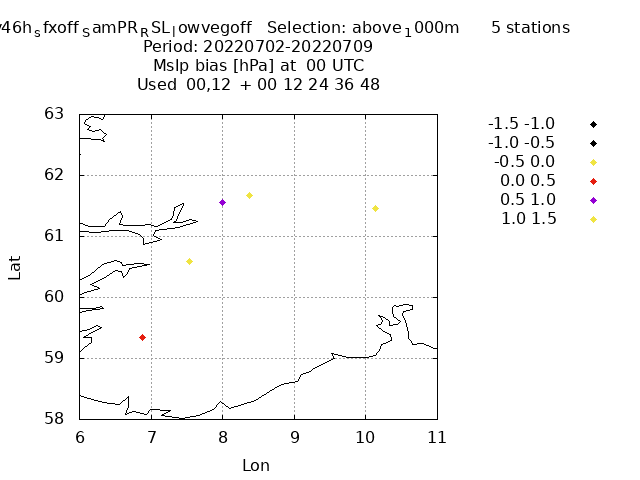 46h_sfxoff_samPR_RSL_lowvegoff Selection: above_1000m 5 stations
Period: 20220702-20220709
Mslp bias [hPa] at 00 UTC
Used 00,12 + 00 12 24 36 48
-1.5 -1.0
-1.0 -0.5
-0.5 0.0
0.0 0.5
0.5 1.0
1.0 1.5
63
62
61
60
59
58
Lat
6 7 8 9 10 11
Lon